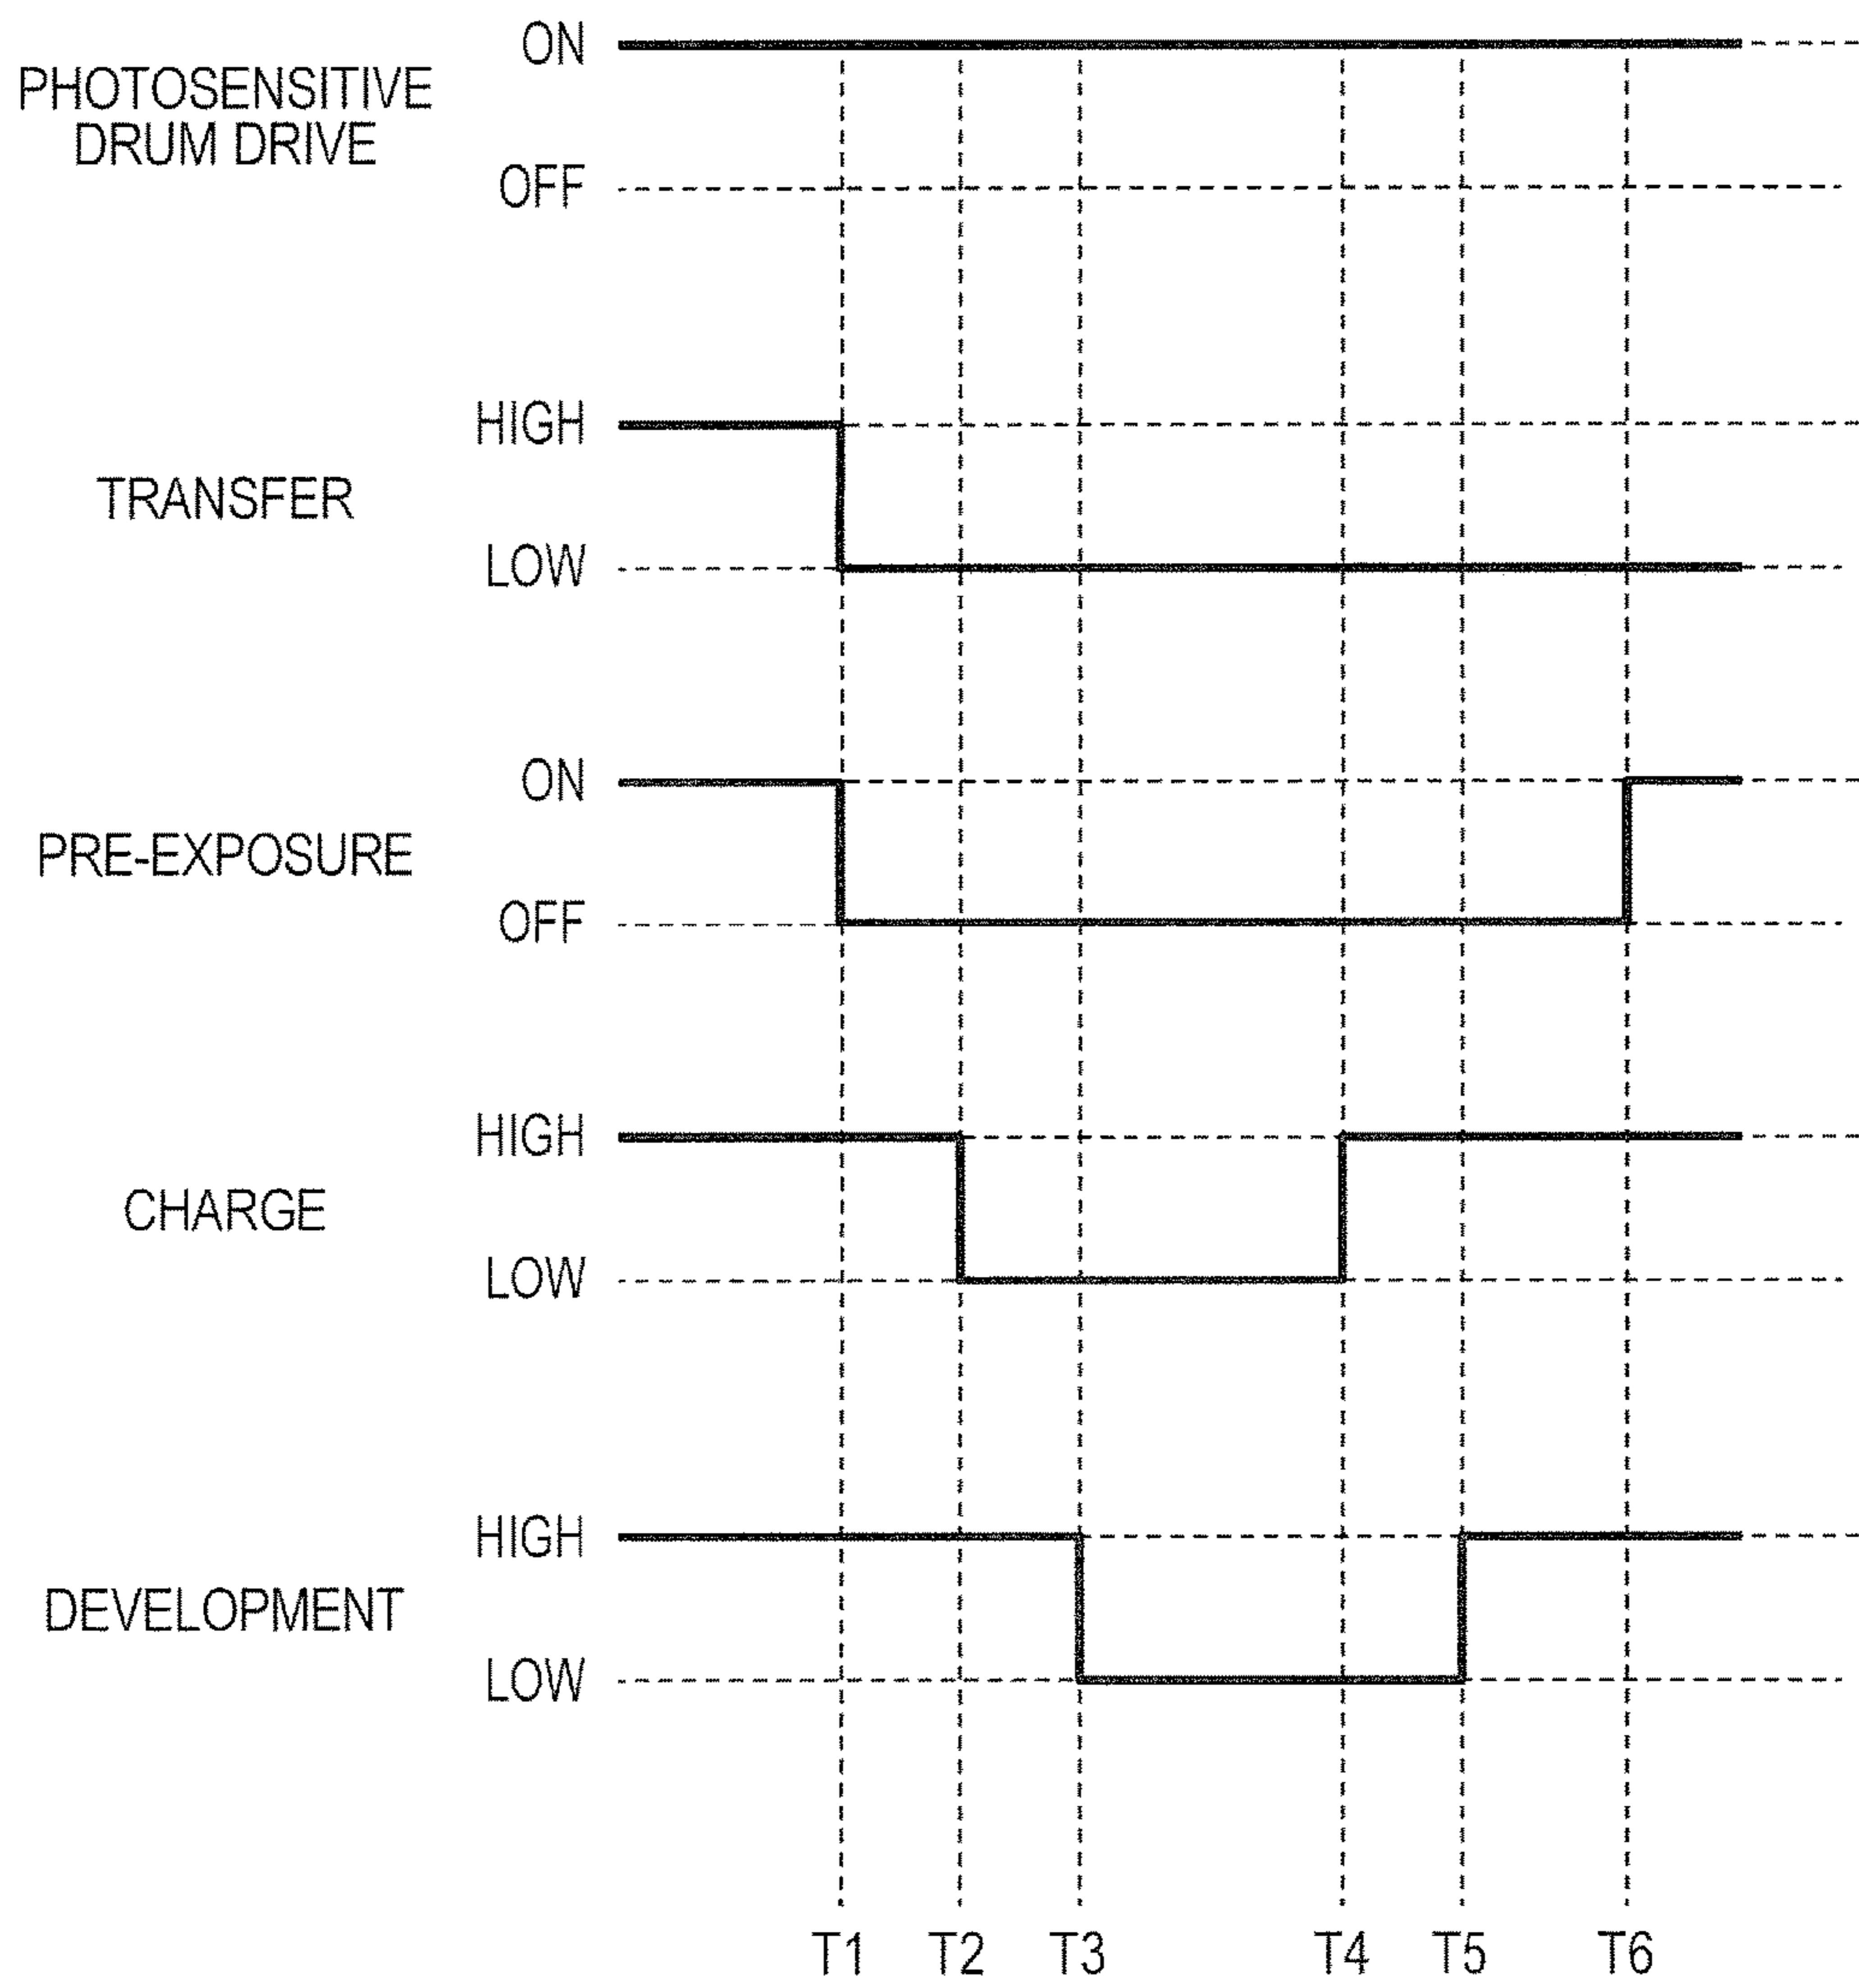 ON
PHOTOSENSITIVE
DRUM DRIVE
OFF
HIGH
TRANSFER
LOW
ON
PRE-EXPOSURE
OFF
HIGH
CHARGE
LOW
HIGH
DEVELOPMENT
LOW
T1 T2 T3 T4 T5 T6